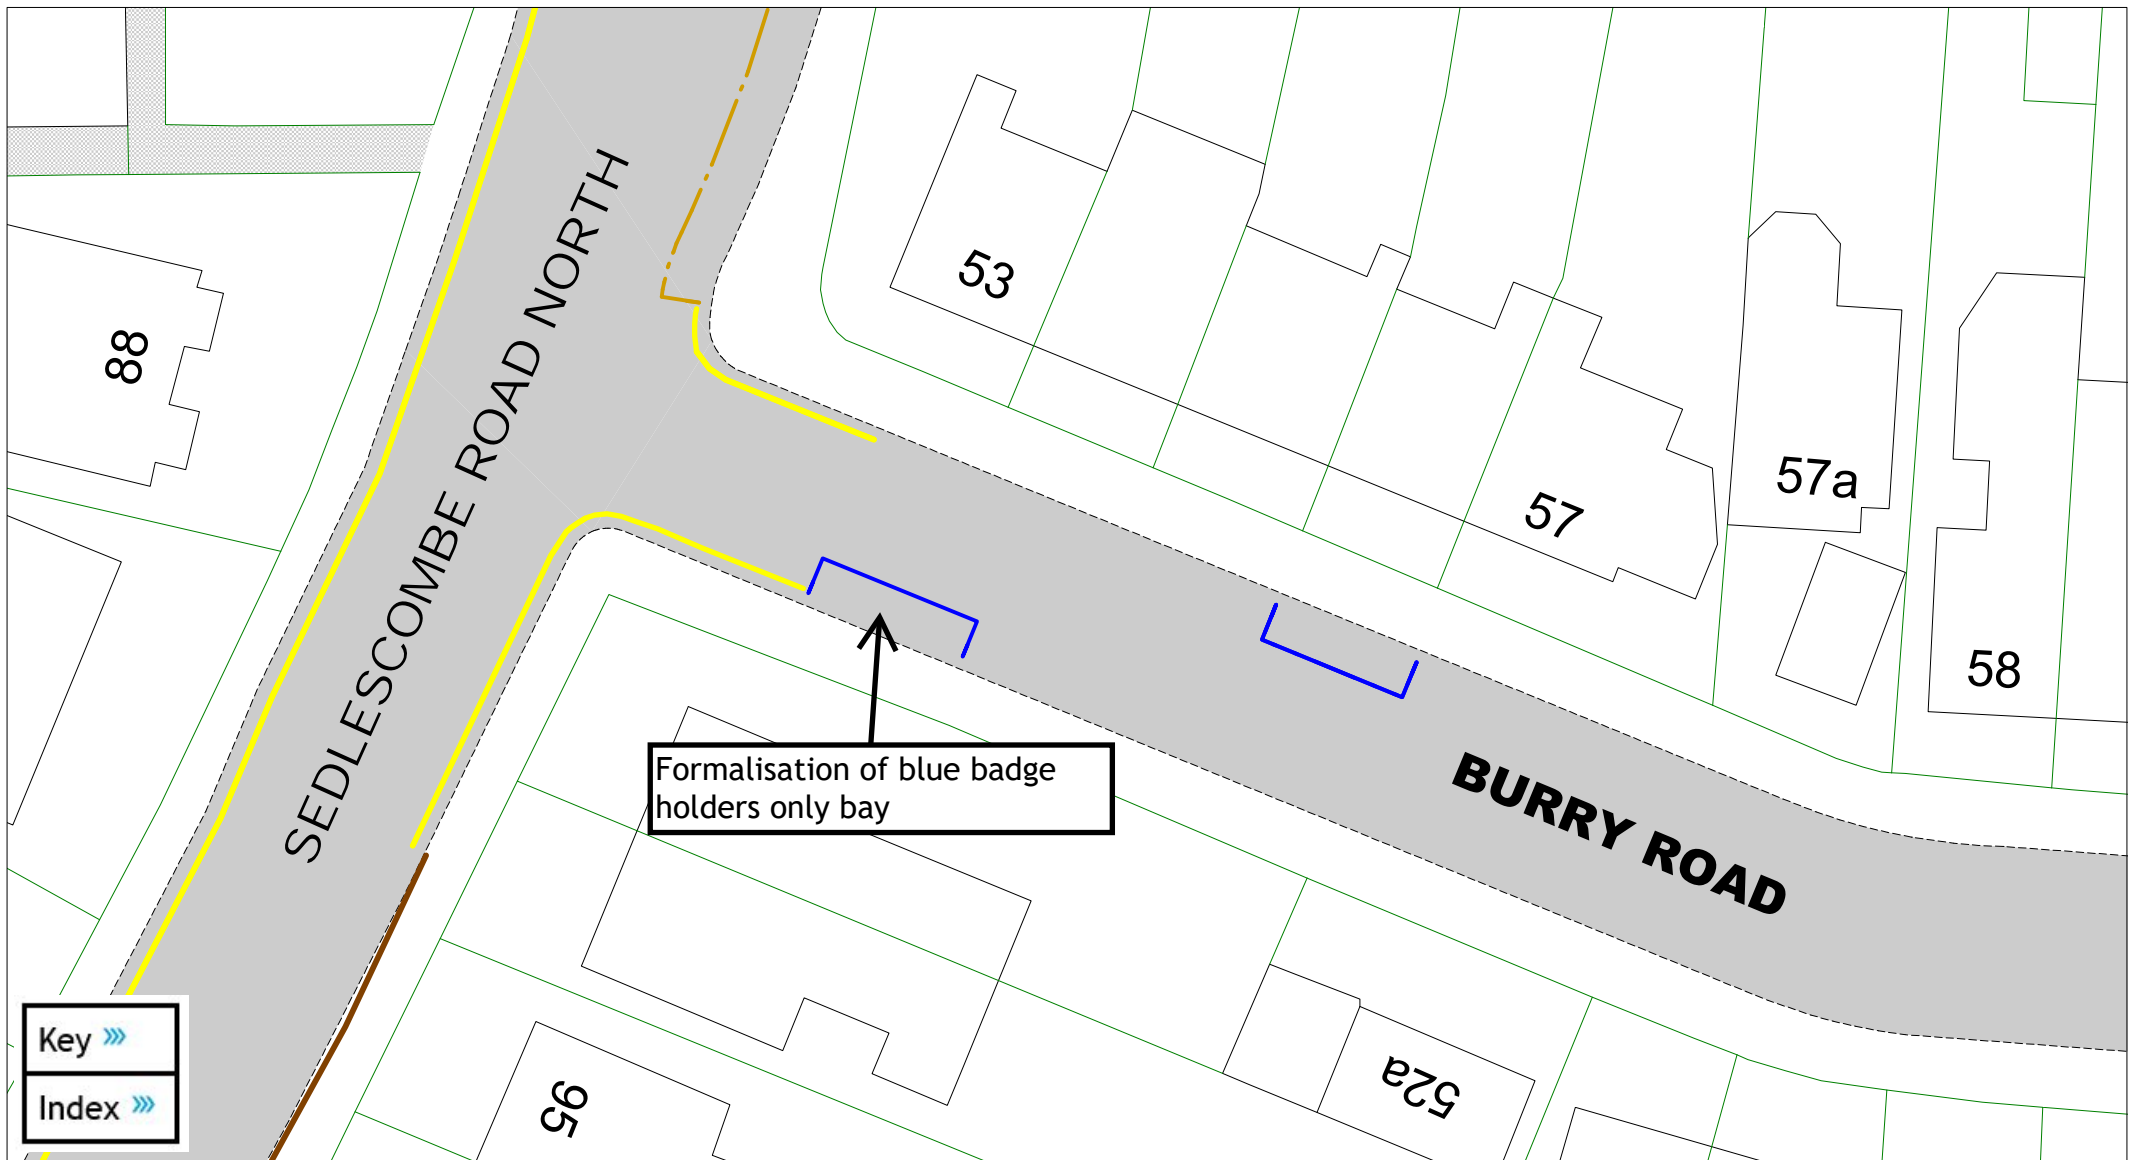 SEDLESCOMBE ROAD NORTH
88
53
57
57a
58
Formalisation of blue badge
holders only bay
BURRY ROAD
95
52a
Key
Index